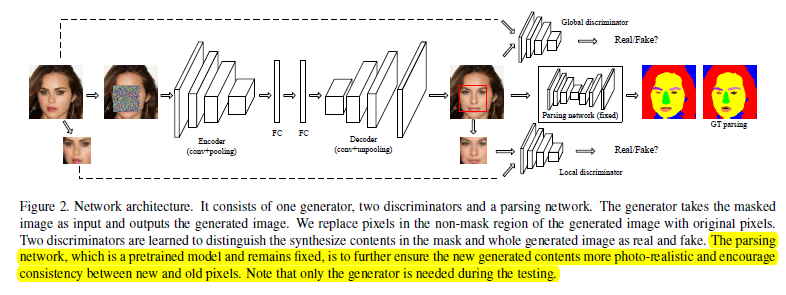 Global discriminator
Real/Fake?
Encoder
(conv+pooling)
FC
FC
Decoder
(conv+unpooling)
Parsing network (fixed)
GT parsing
Real/Fake?
Local discriminator
Figure 2. Network architecture. It consists of one generator, two discriminators and a parsing network. The generator takes the masked
image as input and outputs the generated image. We replace pixels in the non-mask region of the generated image with original pixels.
Two discriminators are learned to distinguish the synthesize contents in the mask and whole generated image as real and fake. The parsing
network, which is a pretrained model and remains fixed, is to further ensure the new generated contents more photo-realistic and encourage
consistency between new and old pixels. Note that only the generator is needed during the testing.